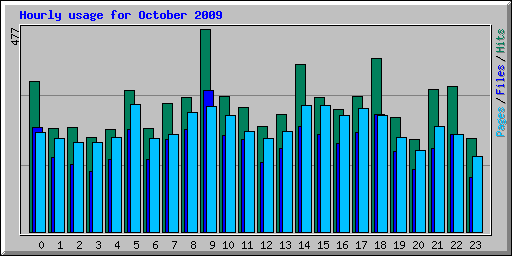 Hourly usage for October 2009
477
Pages/Files/Hits
0 1 2 3 4 5 6 7 8 9 10 11 12 13 14 15 16 17 18 19 20 21 22 23